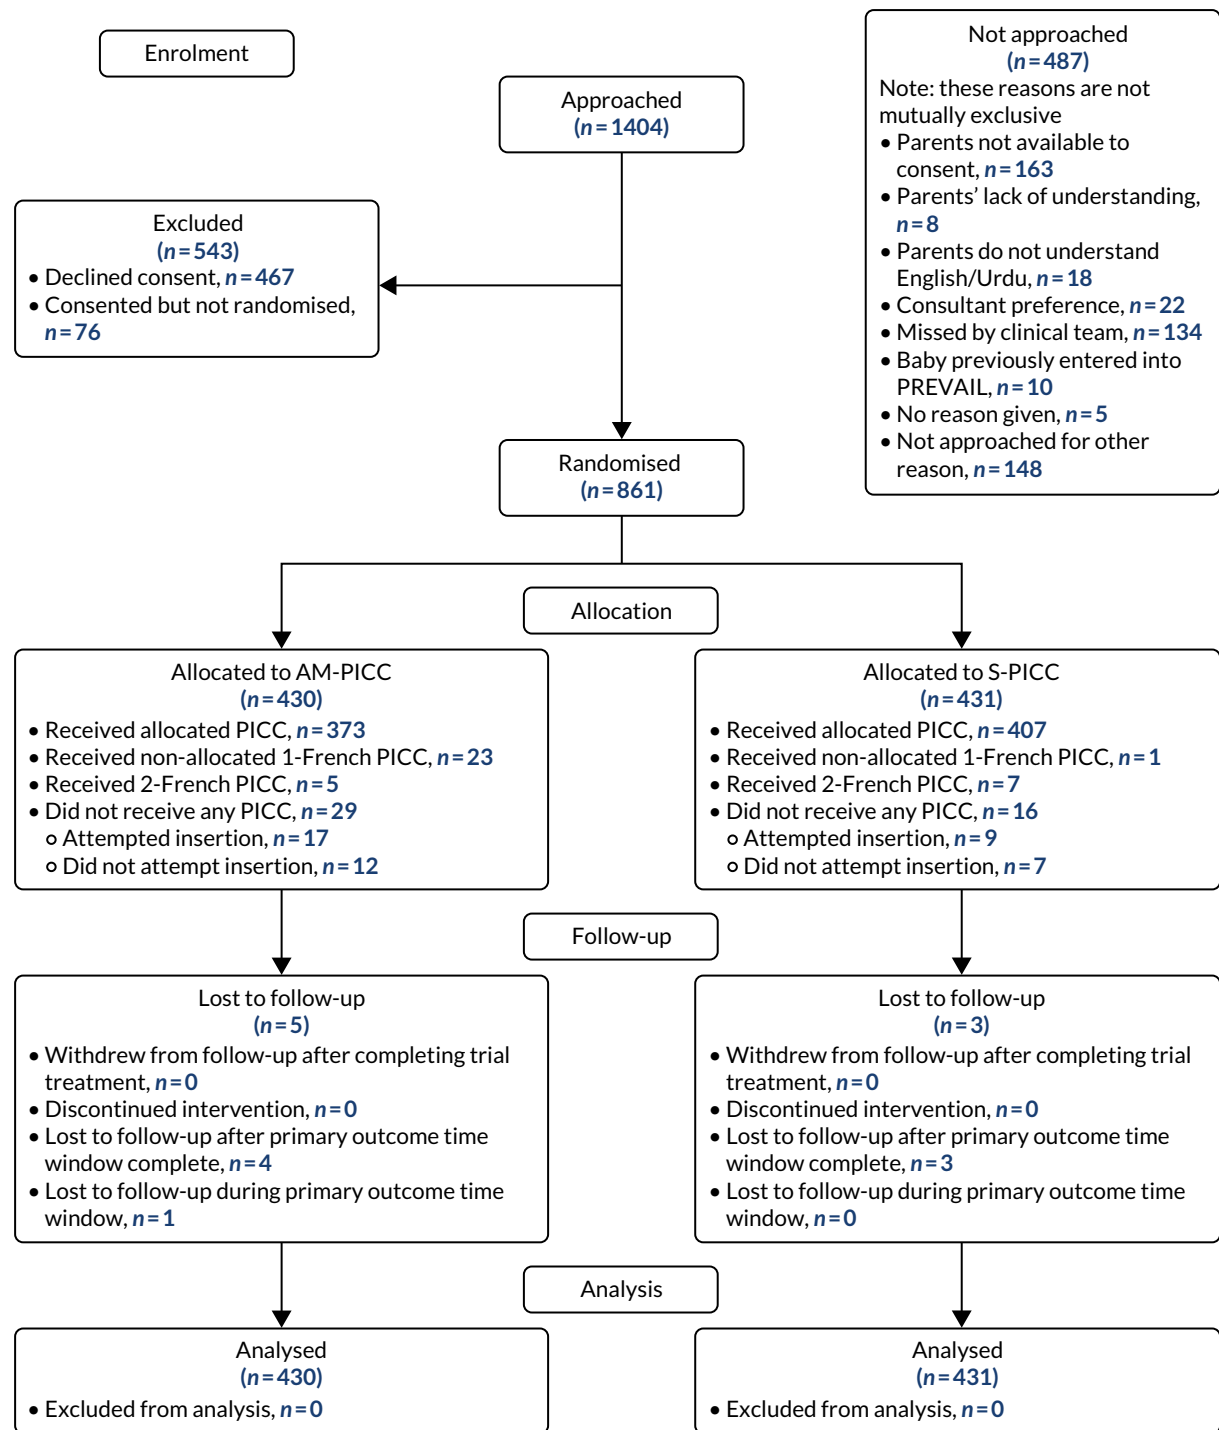 Enrolment
Approached
(n=1404)
Not approached
(n=487)
Note: these reasons are not
mutually exclusive
• Parents not available to
consent, n=163
• Parents’ lack of understanding,
n=8
• Parents do not understand
English/Urdu, n=18
• Consultant preference, n=22
• Missed by clinical team, n=134
• Baby previously entered into
PREVAIL, n=10
• No reason given, n=5
• Not approached for other
reason, n=148
Excluded
(n=543)
• Declined consent, n=467
• Consented but not randomised,
n=76
Randomised
(n=861)
Allocation
Allocated to AM-PICC
(n=430)
• Received allocated PICC, n=373
• Received non-allocated 1-French PICC, n=23
• Received 2-French PICC, n=5
• Did not receive any PICC, n=29
o Attempted insertion, n=17
o Did not attempt insertion, n=12
Allocated to S-PICC
(n=431)
• Received allocated PICC, n=407
• Received non-allocated 1-French PICC, n=1
• Received 2-French PICC, n=7
• Did not receive any PICC, n=16
o Attempted insertion, n=9
o Did not attempt insertion, n=7
Follow-up
Lost to follow-up
(n=5)
• Withdrew from follow-up after completing trial
treatment, n=0
• Discontinued intervention, n=0
• Lost to follow-up after primary outcome time
window complete, n=4
• Lost to follow-up during primary outcome time
window, n=1
Lost to follow-up
(n=3)
• Withdrew from follow-up after completing trial
treatment, n=0
• Discontinued intervention, n=0
• Lost to follow-up after primary outcome time
window complete, n=3
• Lost to follow-up during primary outcome time
window, n=0
Analysis
Analysed
(n=430)
• Excluded from analysis, n=0
Analysed
(n=431)
• Excluded from analysis, n=0